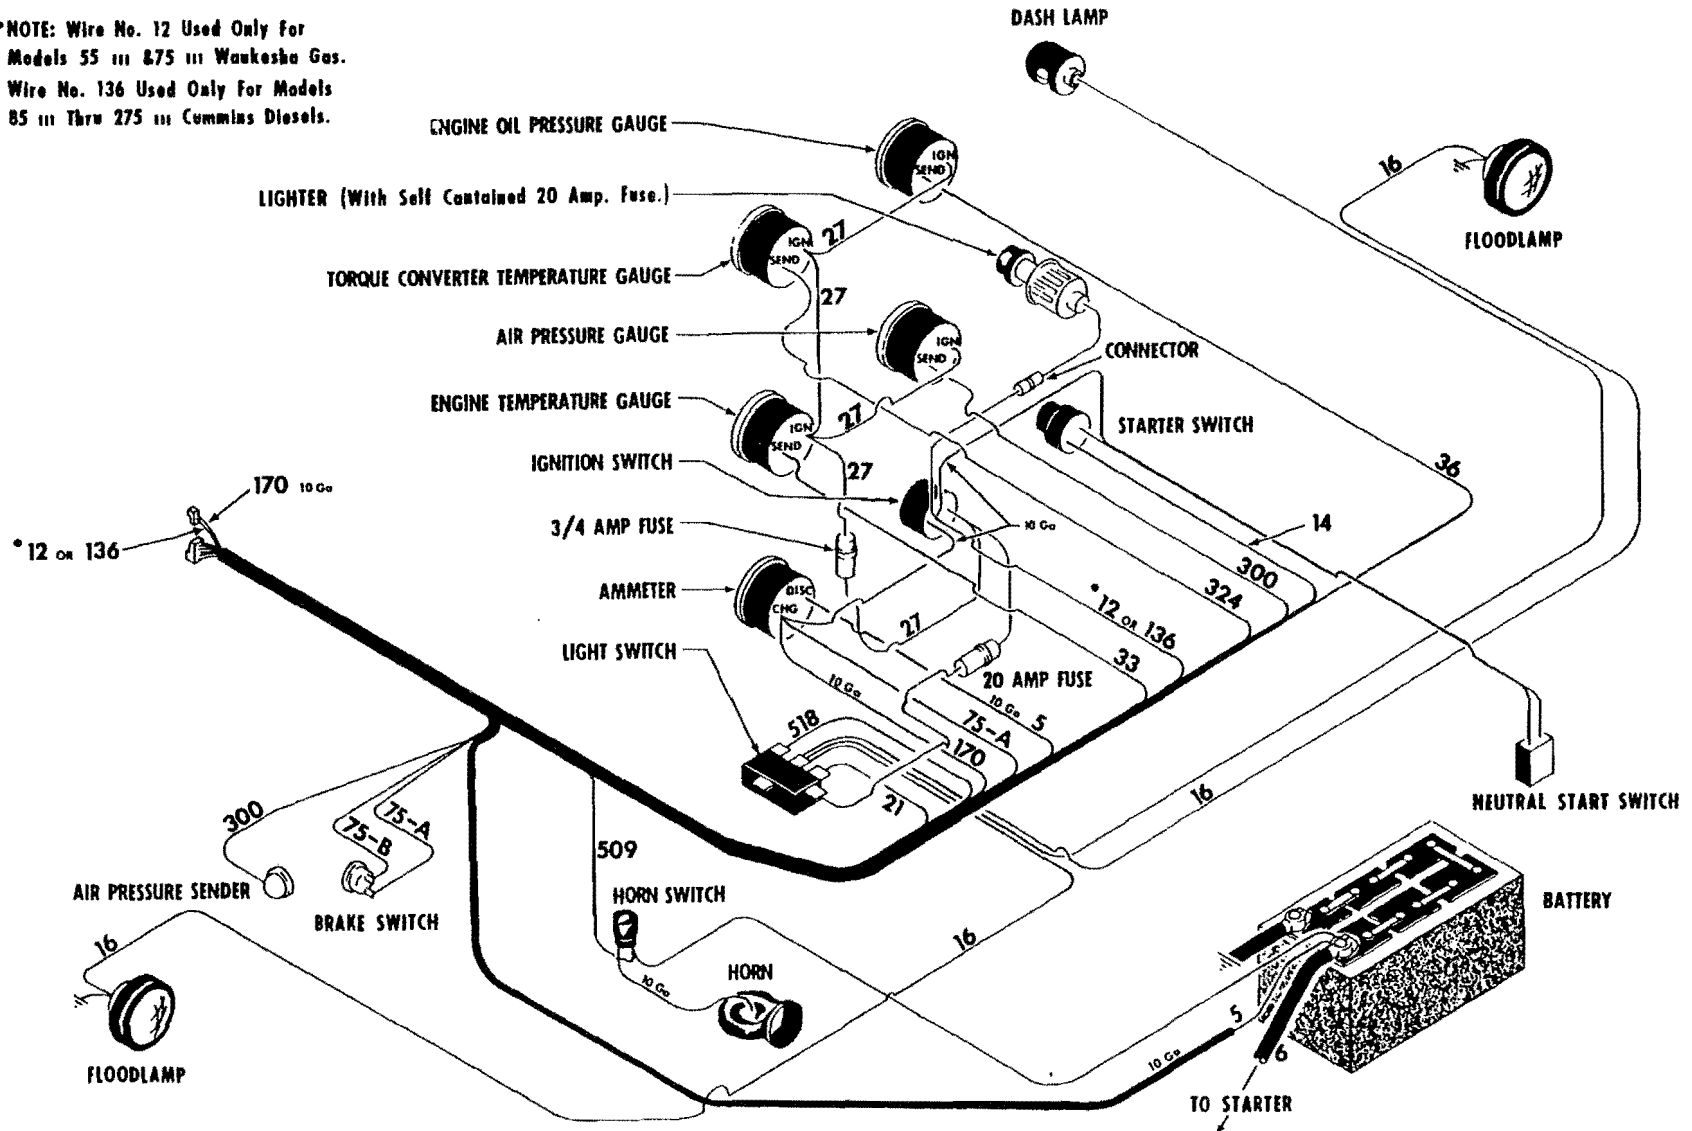 *NOTE: Wire No. 12 Used Only For
Models 55 III &75 III Waukesha Gas.
Wire No. 136 Used Only For Models
85 III Thru 275 III Cummins Diesels.
DASH LAMP
ENGINE OIL PRESSURE GAUGE
IGN
SEND
16
FLOODLAMP
LIGHTER (With Self Contained 20 Amp. Fuse.)
27
IGN
SEND
TORQUE CONVERTER TEMPERATURE GAUGE
27
AIR PRESSURE GAUGE
IGN
SEND
CONNECTOR
ENGINE TEMPERATURE GAUGE
IGN
SEND
27
STARTER SWITCH
IGNITION SWITCH
27
36
170 10 Ga
3/4 AMP FUSE
10 Ga
14
*12 OR 136
300
324
AMMETER
DISC
CHG
*12 OR 136
27
33
LIGHT SWITCH
20 AMP FUSE
10 Ga
10 Ga 5
518
75-A
170
21
16
NEUTRAL START SWITCH
300
75-A
75-B
509
AIR PRESSURE SENDER
BRAKE SWITCH
HORN SWITCH
BATTERY
16
16
10 Ga
HORN
5
6
10 Ga
FLOODLAMP
TO STARTER